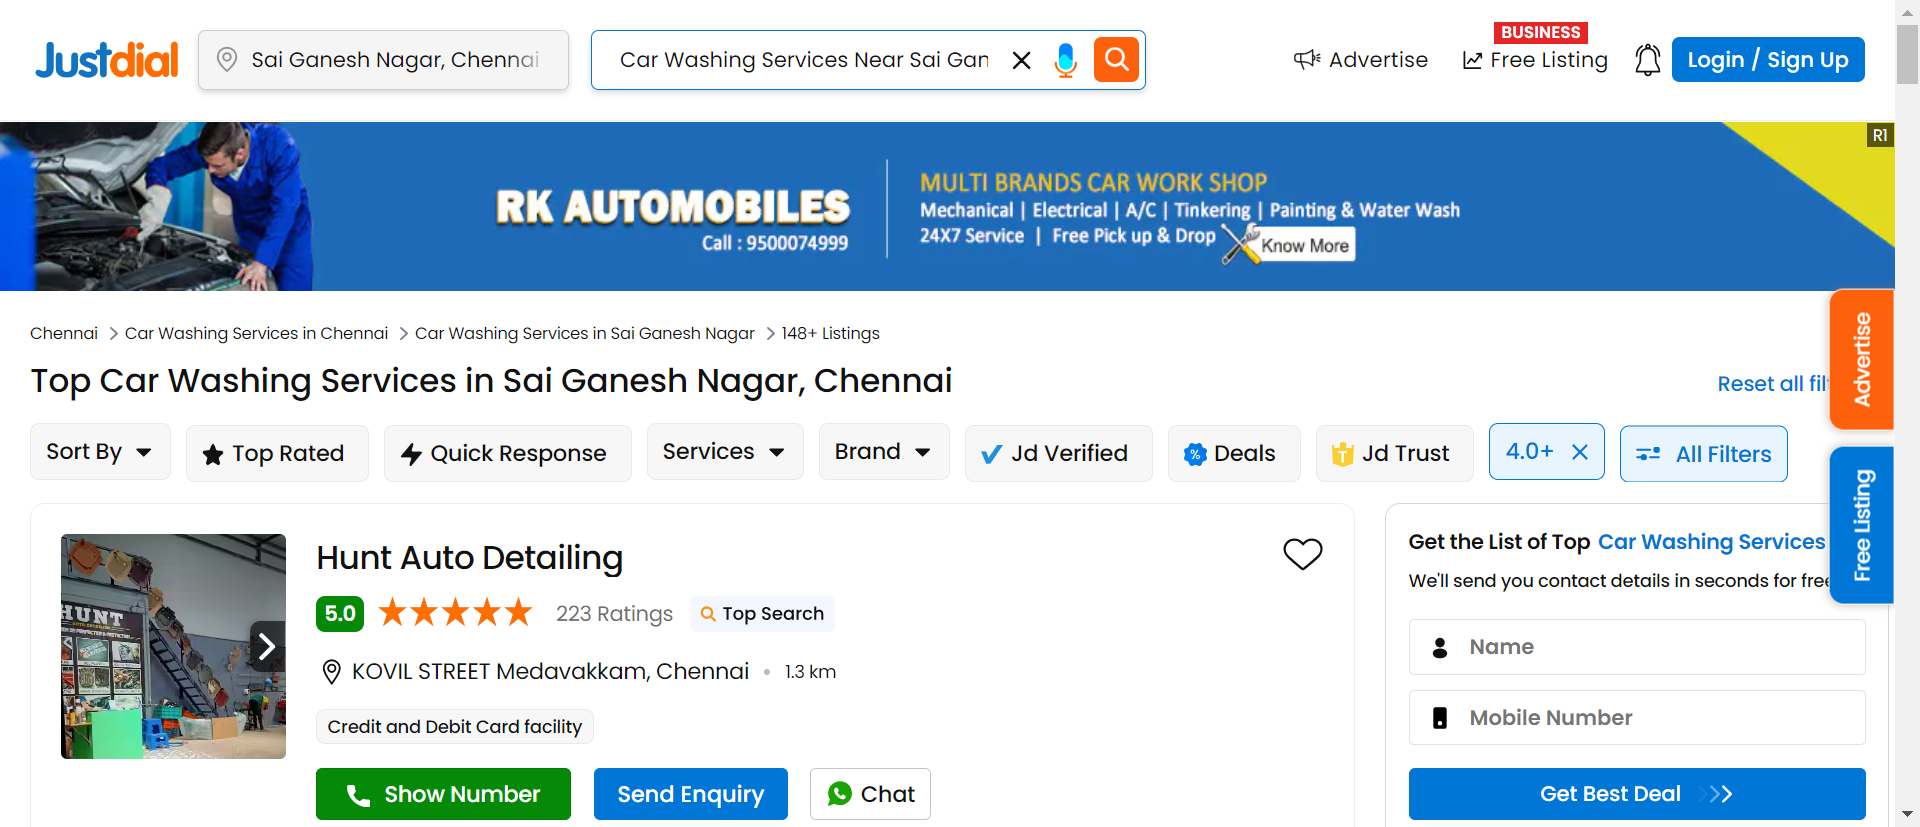 Justdial
Sai Ganesh Nagar, Chennai
Car Washing Services Near Sai Gan
Advertise
BUSINESS
Free Listing
Login / Sign Up
R1
RK AUTOMOBILES
Call : 9500074999
MULTI BRANDS CAR WORK SHOP
Mechanical | Electrical | A/C | Tinkering | Painting & Water Wash
24X7 Service | Free Pick up & Drop
Know More
Chennai > Car Washing Services in Chennai > Car Washing Services in Sai Ganesh Nagar > 148+ Listings
Top Car Washing Services in Sai Ganesh Nagar, Chennai
Reset all fil
Advertise
Free Listing
Sort By
Top Rated
Quick Response
Services
Brand
Jd Verified
Deals
Jd Trust
4.0+
All Filters
HUNT
Hunt Auto Detailing
5.0
223 Ratings
Top Search
KOVIL STREET Medavakkam, Chennai • 1.3 km
Credit and Debit Card facility
Show Number
Send Enquiry
Chat
Get the List of Top Car Washing Services
We'll send you contact details in seconds for free
Name
Mobile Number
Get Best Deal